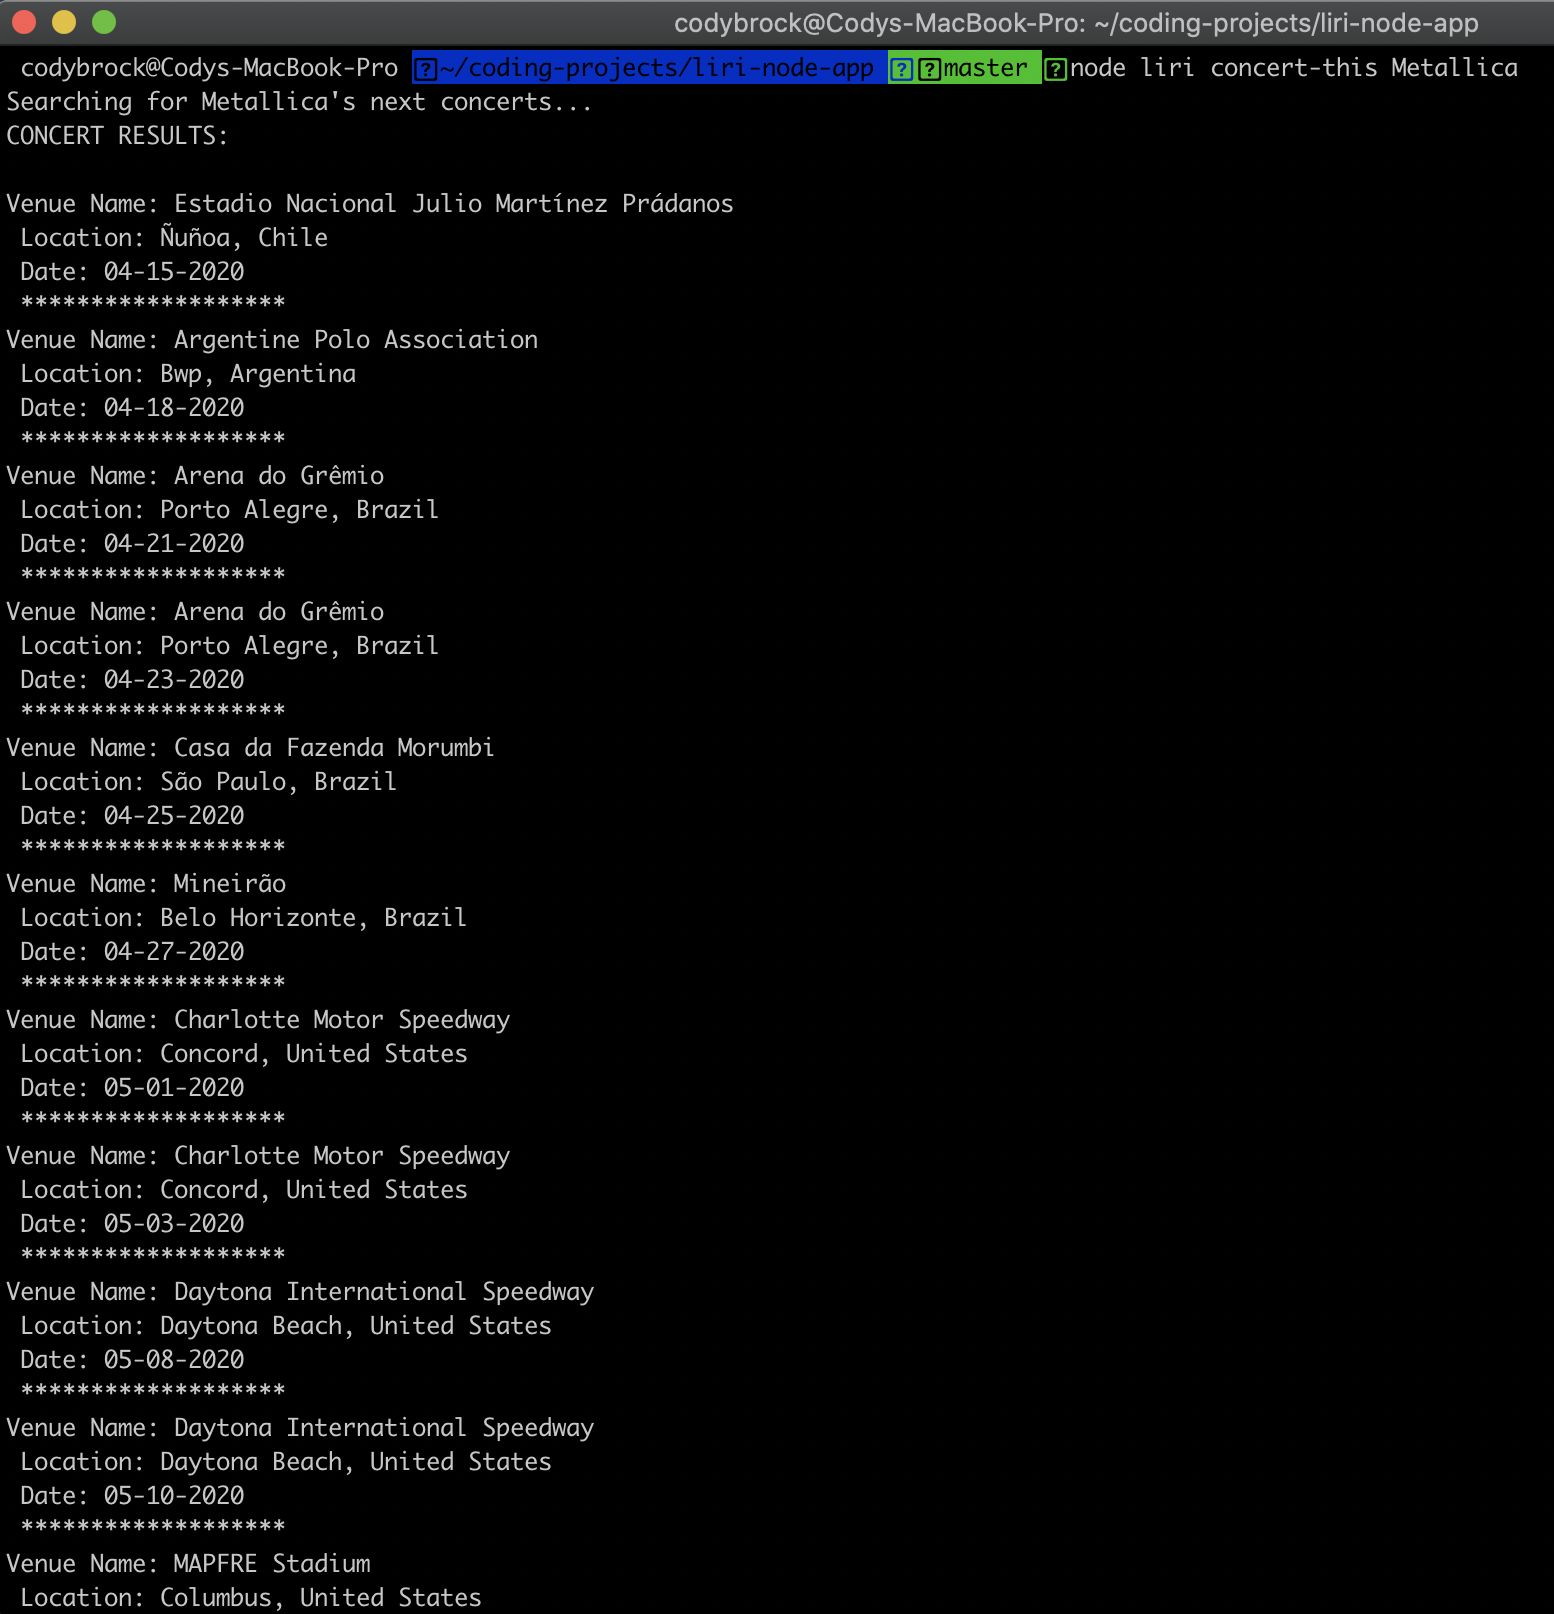 codybrock@Codys-MacBook-Pro: ~/coding-projects/liri-node-app
codybrock@Codys-MacBook-Pro ~/coding-projects/liri-node-app master node liri concert-this Metallica
Searching for Metallica's next concerts...
CONCERT RESULTS:
Venue Name: Estadio Nacional Julio Martínez Prádanos
Location: Ñuñoa, Chile
Date: 04-15-2020
*******************
Venue Name: Argentine Polo Association
Location: Bwp, Argentina
Date: 04-18-2020
*******************
Venue Name: Arena do Grêmio
Location: Porto Alegre, Brazil
Date: 04-21-2020
*******************
Venue Name: Arena do Grêmio
Location: Porto Alegre, Brazil
Date: 04-23-2020
*******************
Venue Name: Casa da Fazenda Morumbi
Location: São Paulo, Brazil
Date: 04-25-2020
*******************
Venue Name: Mineirão
Location: Belo Horizonte, Brazil
Date: 04-27-2020
*******************
Venue Name: Charlotte Motor Speedway
Location: Concord, United States
Date: 05-01-2020
*******************
Venue Name: Charlotte Motor Speedway
Location: Concord, United States
Date: 05-03-2020
*******************
Venue Name: Daytona International Speedway
Location: Daytona Beach, United States
Date: 05-08-2020
*******************
Venue Name: Daytona International Speedway
Location: Daytona Beach, United States
Date: 05-10-2020
*******************
Venue Name: MAPFRE Stadium
Location: Columbus, United States